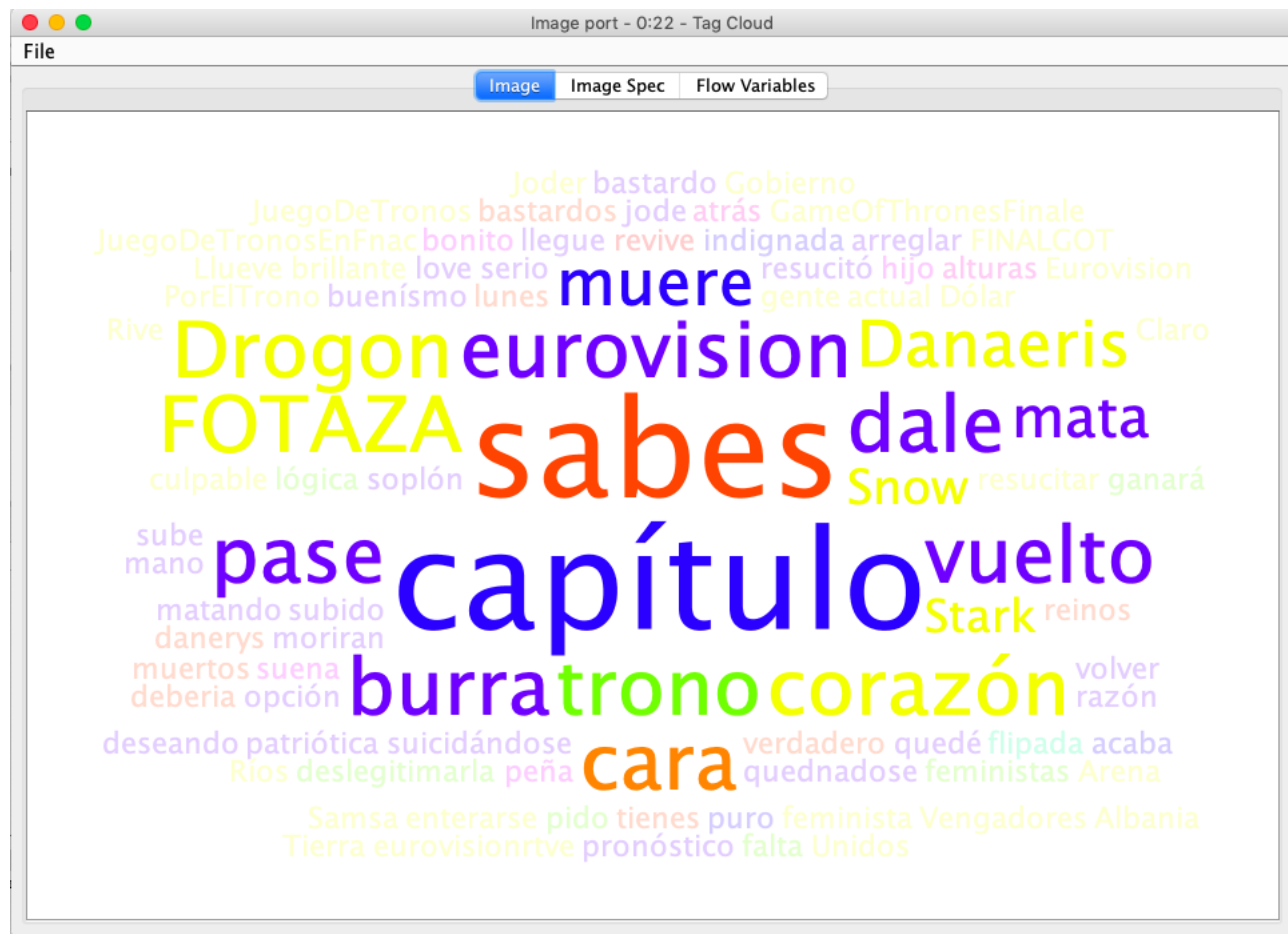 Image port - 0:22 - Tag Cloud
File
Image Image Spec Flow Variables
Joder bastardo Gobierno
JuegoDeTronos bastardos jode atrás GameOfThronesFinale
JuegoDeTronosEnFnac bonito llegue revive indignada arreglar FINALGOT
Llueve brillante love serio resucitó hijo alturas Eurovision
muere
PorElTrono buenísmo lunes gente actual Dólar
Rive Drogon eurovision Danaeris Claro
FOTAZA sabes dale mata
culpable lógica soplón Snow resucitar ganará
sube
mano pase capítulo vuelto
matando subido Stark reinos
danerys moriran
muertos suena burra trono corazón volver
deberia opción razón
deseando patriótica suicidándose cara verdadero quedé flipada acaba
Ríos deslegitimarla peña quednadose feministas Arena
Samsa enterarse pido tienes puro feminista Vengadores Albania
Tierra eurovisionrtve pronóstico falta Unidos